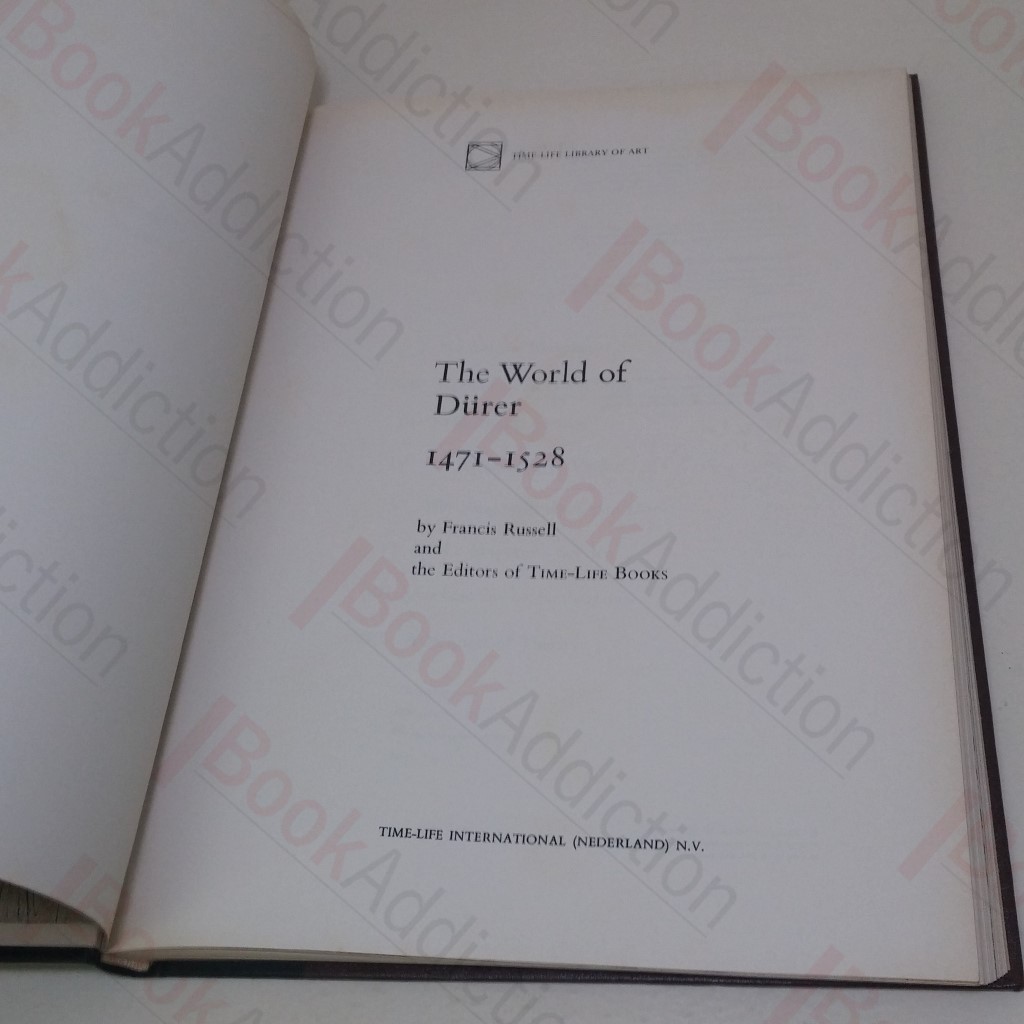 TIME-LIFE LIBRARY OF ART
The World of
Dürer
1471–1528
by Francis Russell
and
the Editors of TIME-LIFE BOOKS
TIME-LIFE INTERNATIONAL (NEDERLAND) N.V.
BookAddiction